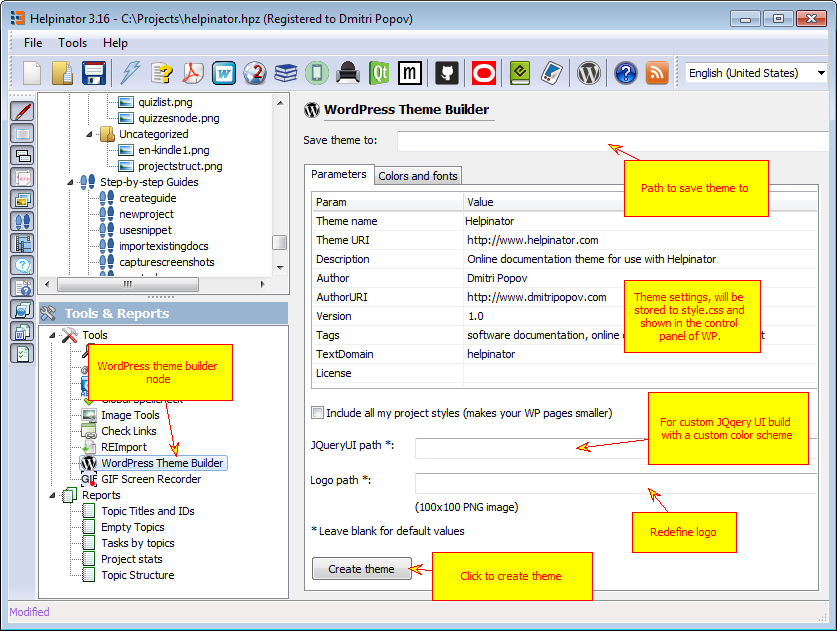 Helpinator 3.16 - C:\Projects\helpinator.hpz (Registered to Dmitri Popov)
File Tools Help
English (United States)
quizlist.png
quizzesnode.png
Uncategorized
en-kindle1.png
projectstruct.png
Step-by-step Guides
createguide
newproject
usesnippet
importexistingdocs
capturescreenshots
Tools & Reports
Tools
WordPress theme builder
node
Image Tools
Check Links
REImport
WordPress Theme Builder
GIF Screen Recorder
Reports
Topic Titles and IDs
Empty Topics
Tasks by topics
Project stats
Topic Structure
WordPress Theme Builder
Save theme to:
Path to save theme to
Parameters Colors and fonts
Param Value
Theme name Helpinator
Theme URI http://www.helpinator.com
Description Online documentation theme for use with Helpinator
Author Dmitri Popov
AuthorURI http://www.dmitripopov.com
Version 1.0
Tags software documentation, online
TextDomain helpinator
License
Theme settings, will be
stored to style.css and
shown in the control
panel of WP.
Include all my project styles (makes your WP pages smaller)
JQueryUI path *:
For custom JQqery UI build
with a custom color scheme
Logo path *:
(100x100 PNG image)
Redefine logo
* Leave blank for default values
Create theme
Click to create theme
Modified